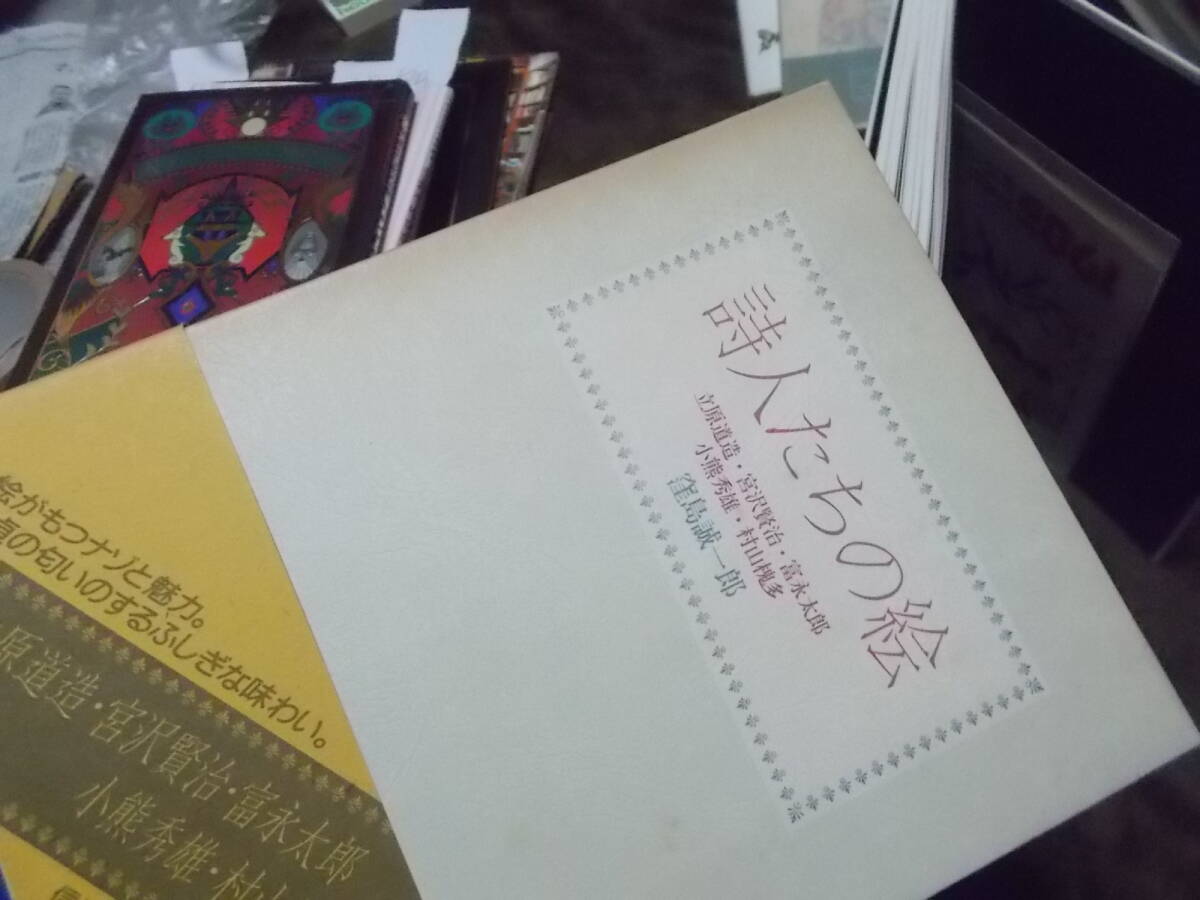 詩人たちの絵
立原道造・宮沢賢治・富永太郎
小熊秀雄・村山槐多
窪島誠一郎
絵がもつナゾと魅力。
の匂いのするふしぎな味わい。
原道造・宮沢賢治・富永太郎
小熊秀雄・村山